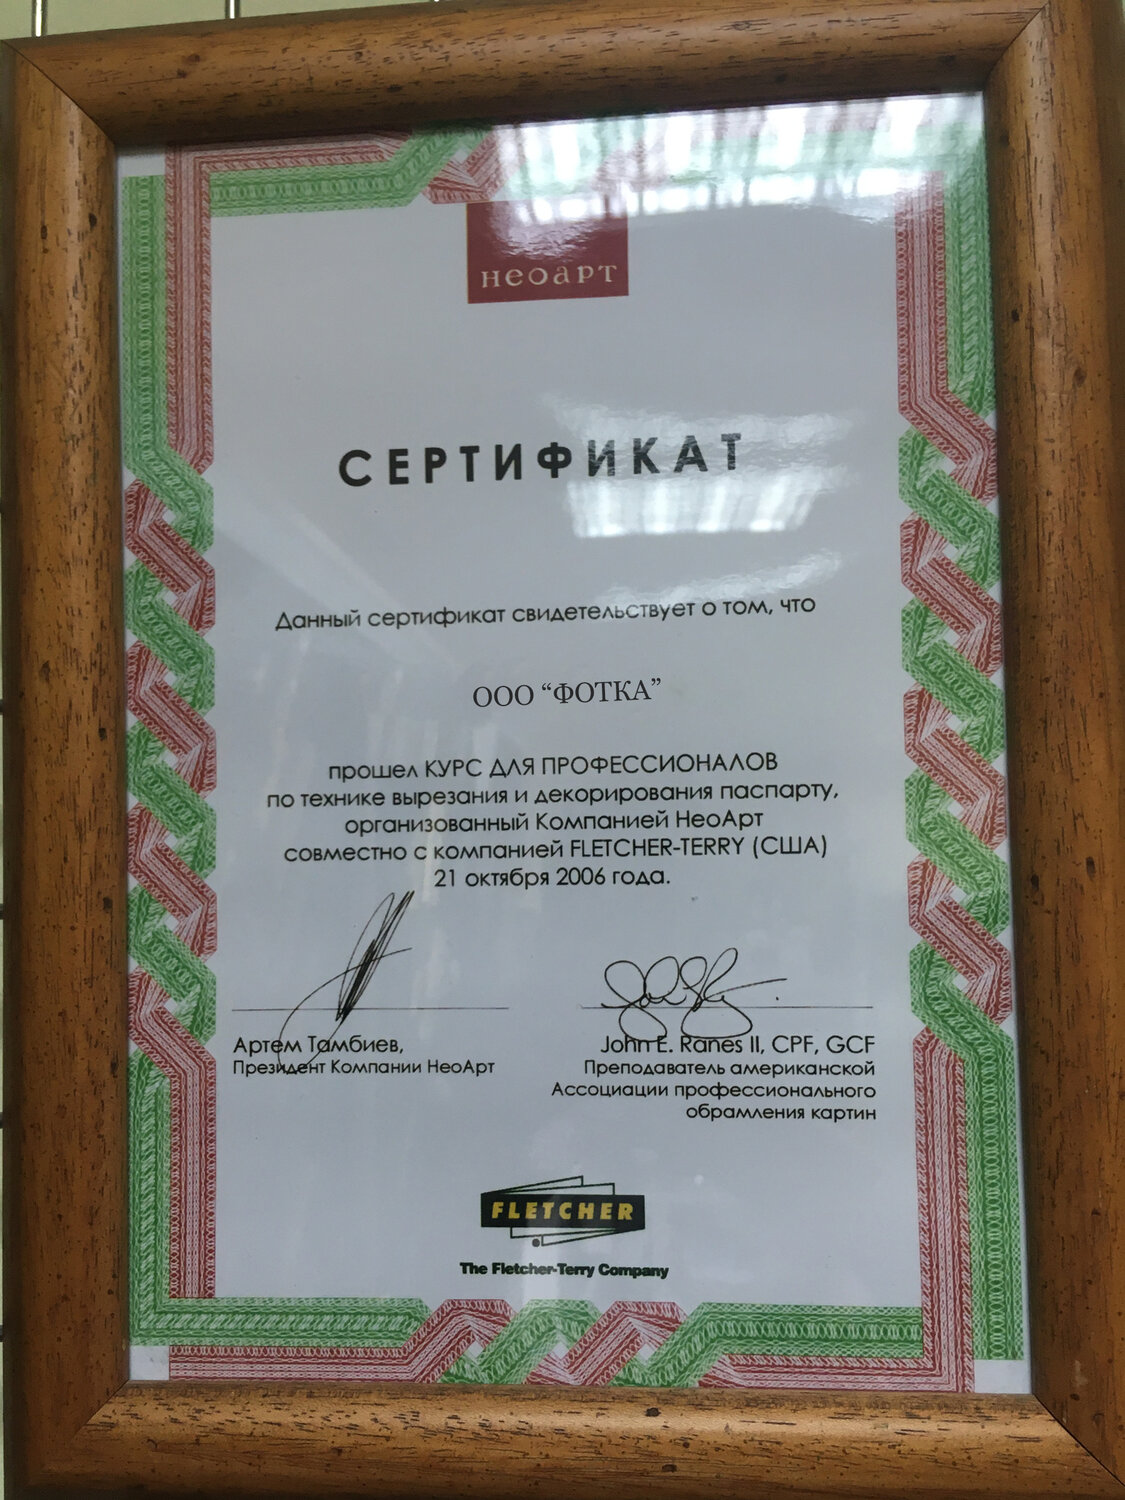 неоарт
СЕРТИФИКАТ
Данный сертификат свидетельствует о том, что
ООО “ФОТКА”
прошел КУРС ДЛЯ ПРОФЕССИОНАЛОВ
по технике вырезания и декорирования паспарту,
организованный Компанией НеоАрт
совместно с компанией FLETCHER-TERRY (США)
21 октября 2006 года.
Артем Тамбиев,
Президент Компании НеоАрт
John E. Ranes II, CPF, GCF
Преподаватель американской
Ассоциации профессионального
обрамления картин
FLETCHER
The Fletcher-Terry Company